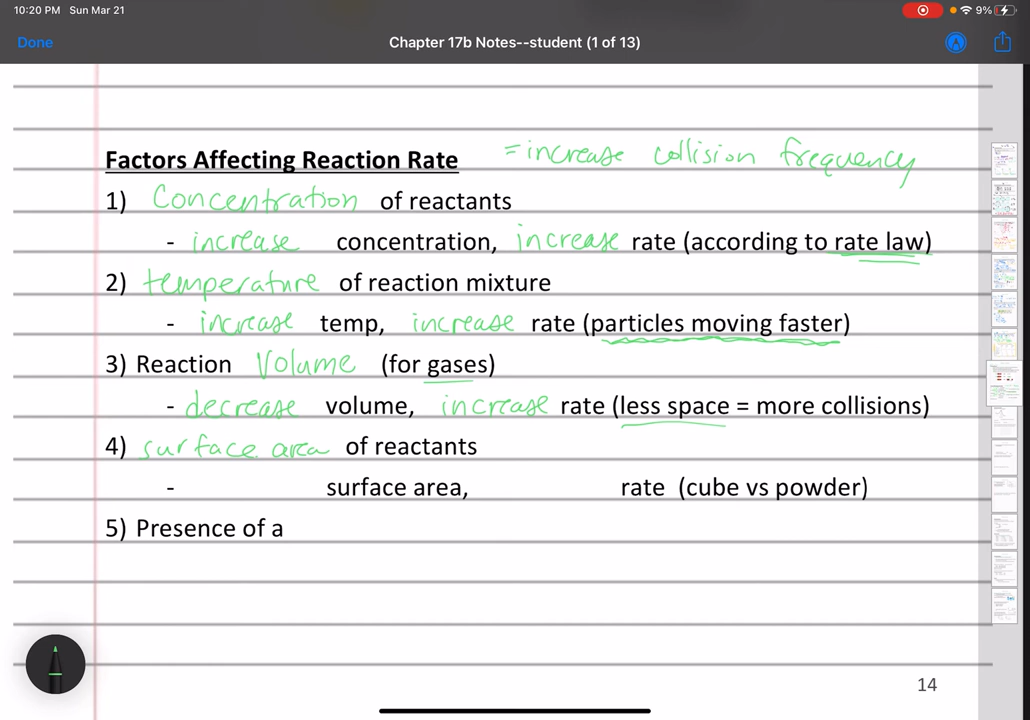 10:20 PM Sun Mar 21
9%
Done
Chapter 17b Notes--student (1 of 13)
Factors Affecting Reaction Rate = increase collision frequency
1) Concentration of reactants
- increase concentration, increase rate (according to rate law)
2) temperature of reaction mixture
- increase temp, increase rate (particles moving faster)
3) Reaction Volume (for gases)
- decrease volume, increase rate (less space = more collisions)
4) surface area of reactants
- surface area, rate (cube vs powder)
5) Presence of a
14